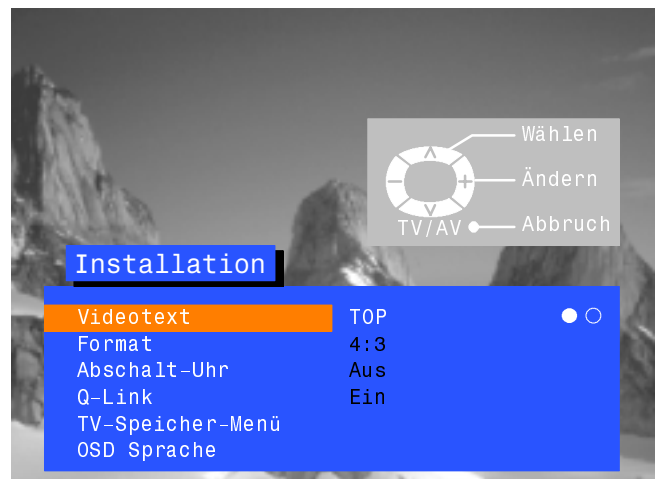 Wählen
Ändern
TV/AV Abbruch
Installation
Videotext TOP
Format 4:3
Abschalt-Uhr Aus
Q-Link Ein
TV-Speicher-Menü
OSD Sprache